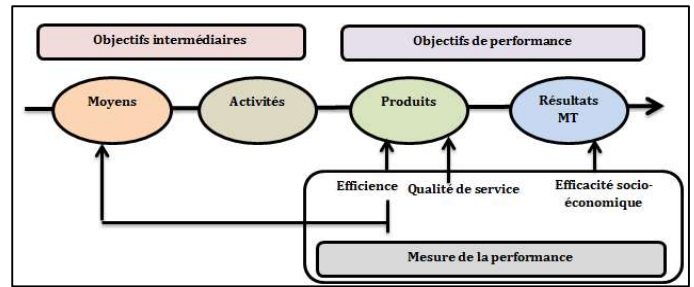 Objectifs intermédiaires
Objectifs de performance
Moyens
Activités
Produits
Résultats
MT
Efficience
Qualité de service
Efficacité socio-
économique
Mesure de la performance